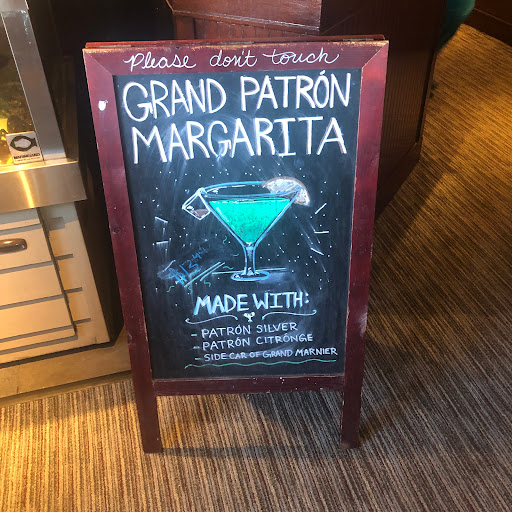 Please don't touch
GRAND PATRÓN
MARGARITA
MADE WITH:
- PATRÓN SILVER
- PATRÓN CITRÓNGE
- SIDE CAR OF GRAND MARNIER